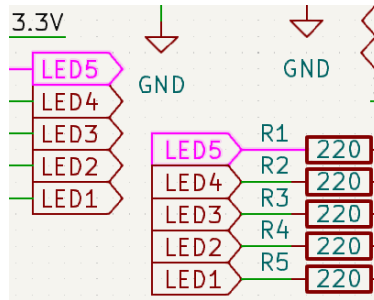 3.3V
GND
GND
LED5
LED4
LED3
LED2
LED1
LED5 R1 220
LED4 R2 220
LED3 R3 220
LED2 R4 220
LED1 R5 220